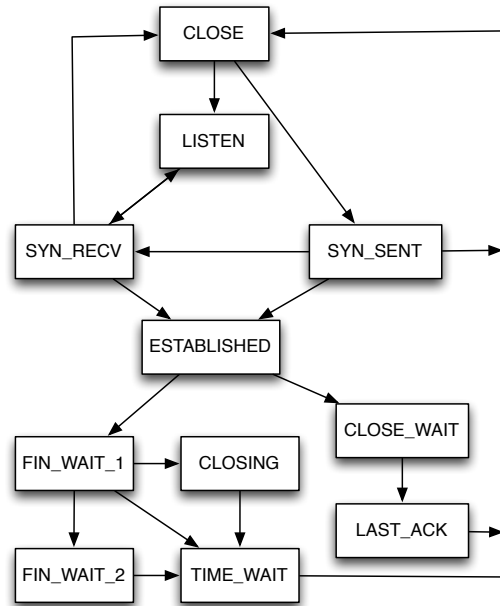 CLOSE
LISTEN
SYN_RECV
SYN_SENT
ESTABLISHED
CLOSE_WAIT
FIN_WAIT_1
CLOSING
LAST_ACK
FIN_WAIT_2
TIME_WAIT